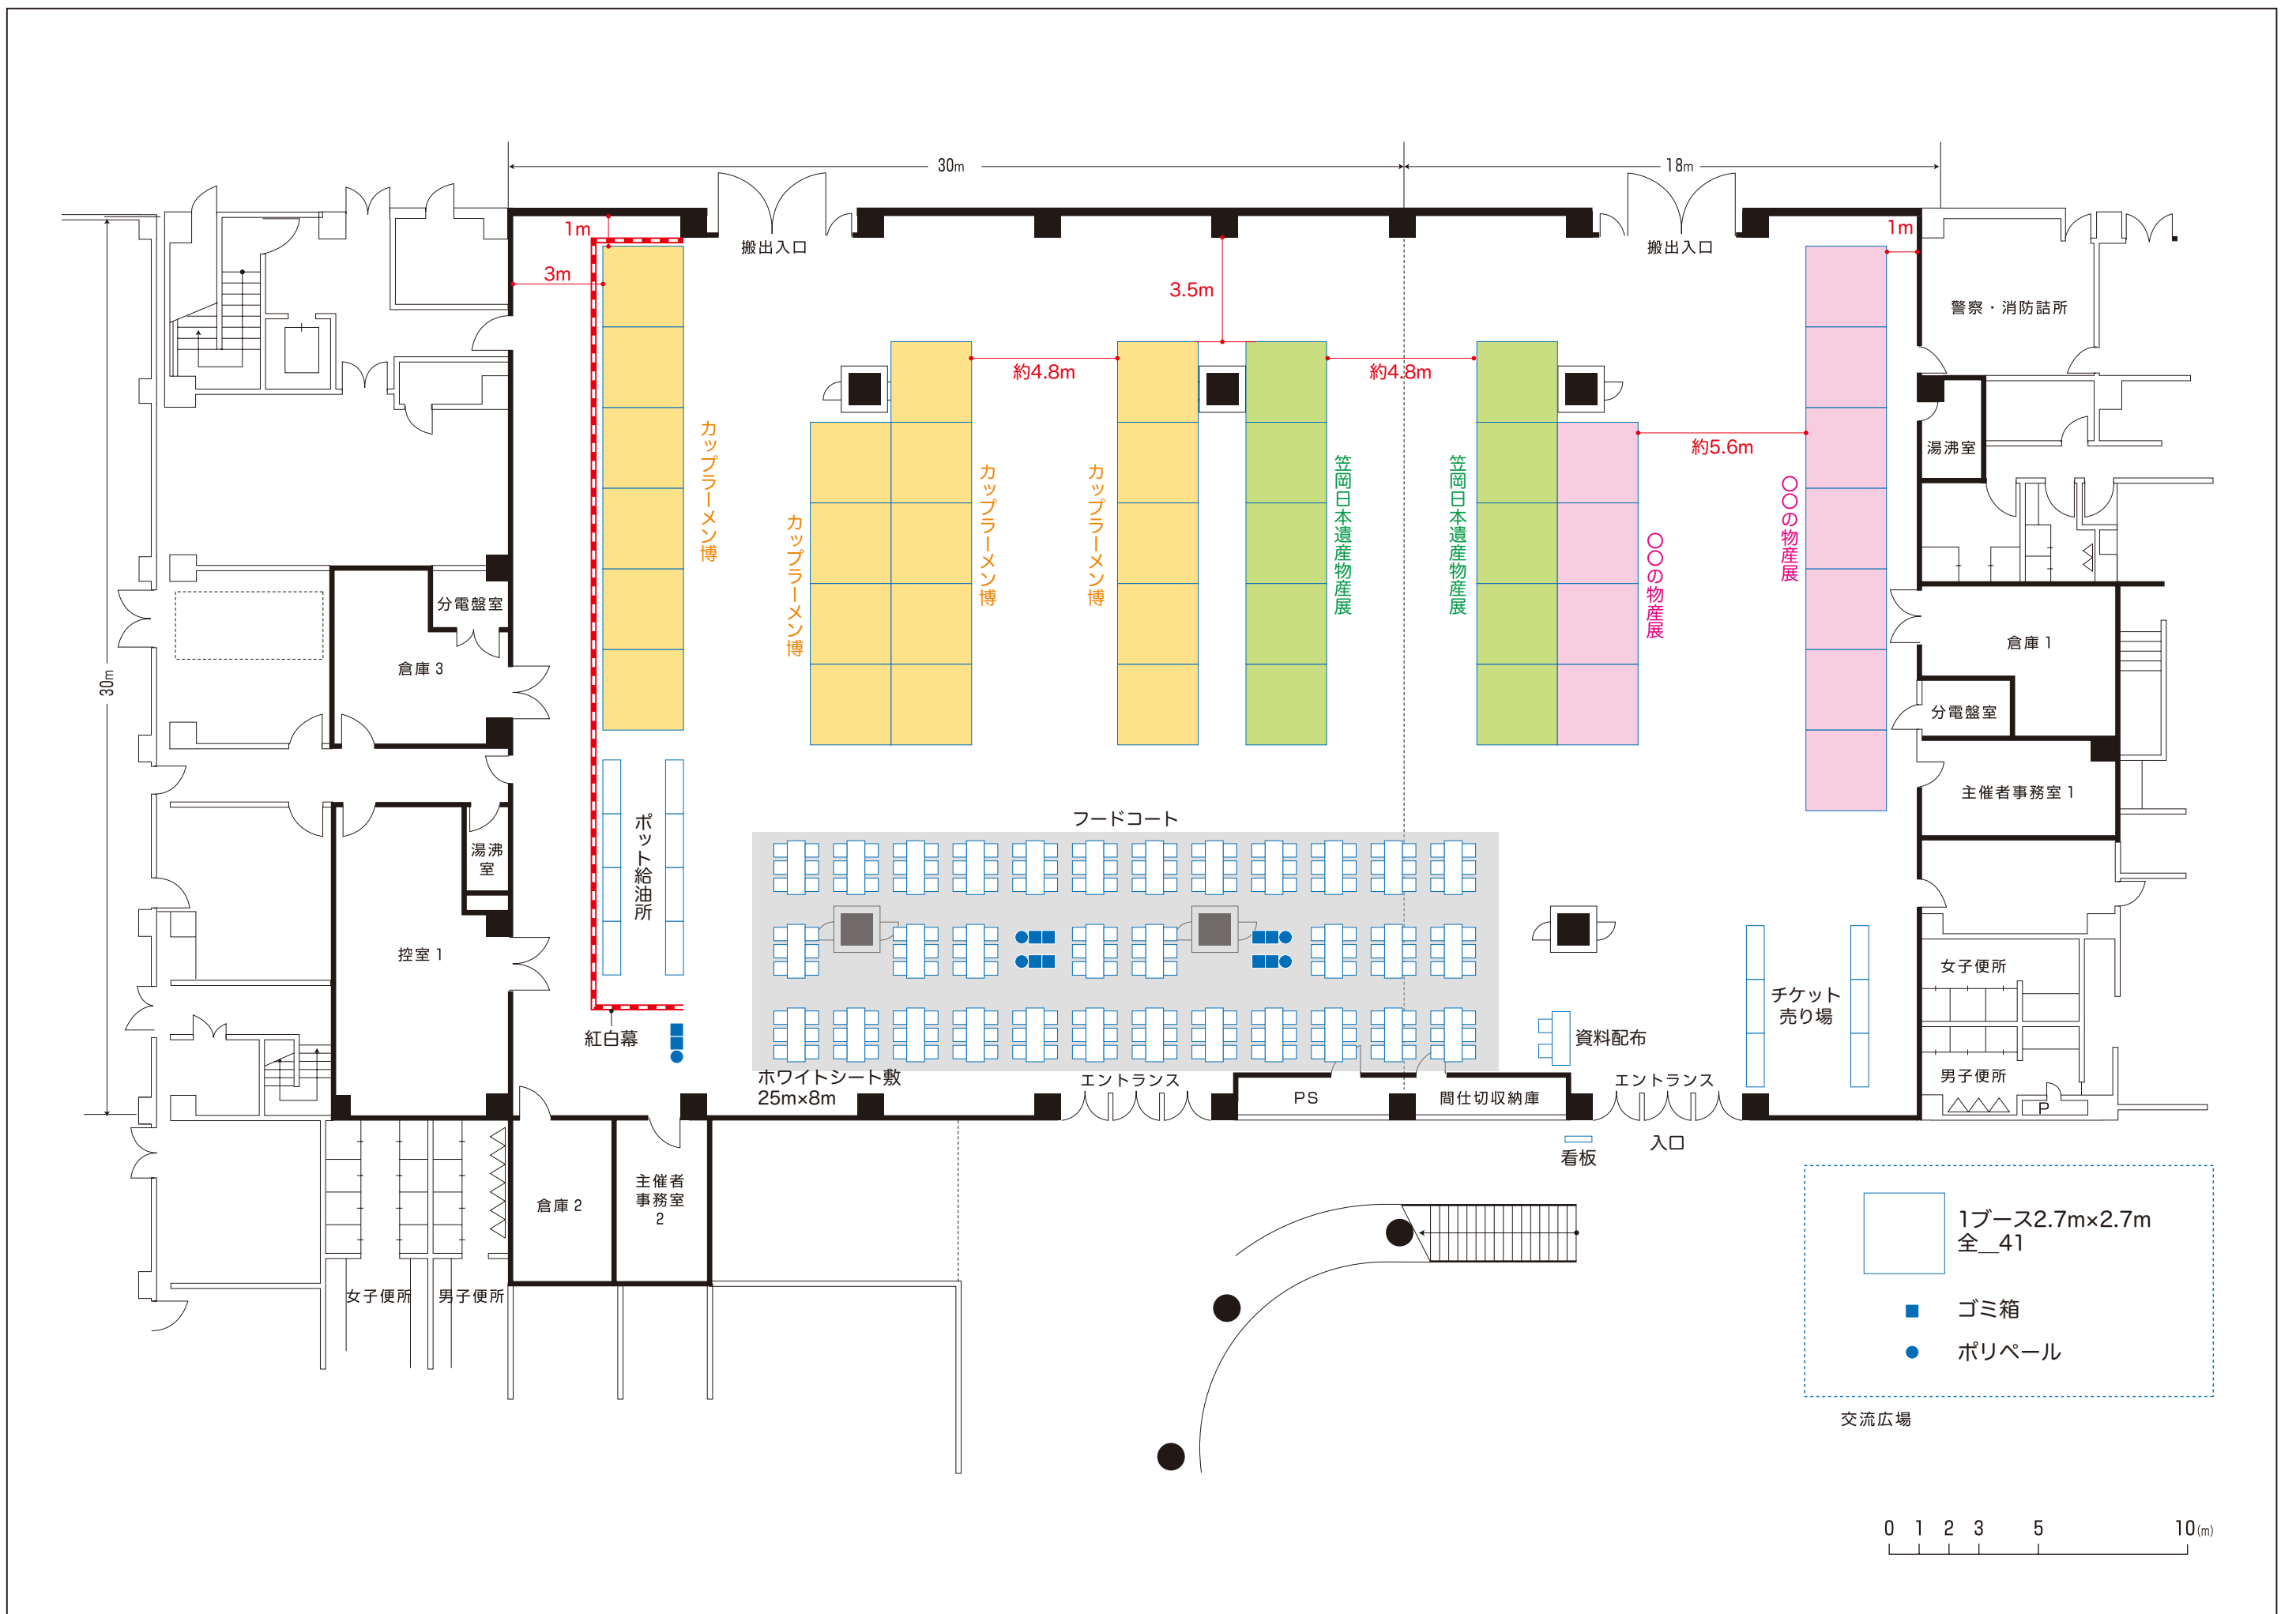 30m
18m
1m
搬出入口
搬出入口
1m
3m
3.5m
警察・消防詰所
約4.8m
約4.8m
約5.6m
湯沸室
カップラーメン博
カップラーメン博
カップラーメン博
カップラーメン博
笠岡日本遺産物産展
笠岡日本遺産物産展
〇〇の物産展
〇〇の物産展
分電盤室
倉庫3
30m
倉庫1
分電盤室
主催者事務室1
フードコート
ポット給油所
湯沸
室
控室1
女子便所
チケット
売り場
紅白幕
資料配布
男子便所
P
ホワイトシート敷
25m×8m
エントランス
PS
間仕切収納庫
エントランス
看板
入口
倉庫2
主催者
事務室
2
女子便所
男子便所
1ブース2.7m×2.7m
全__41
ゴミ箱
ポリペール
交流広場
0 1 2 3 5 10(m)